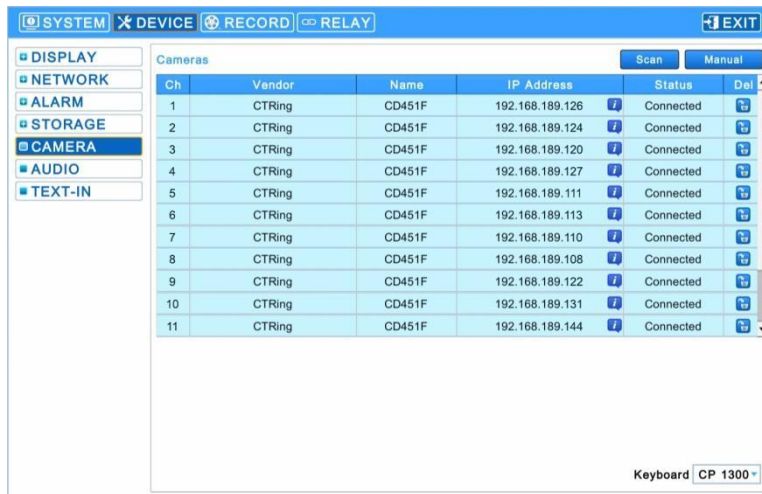 SYSTEM DEVICE RECORD RELAY EXIT
DISPLAY
NETWORK
ALARM
STORAGE
CAMERA
AUDIO
TEXT-IN
Cameras Scan Manual
Ch Vendor Name IP Address Status Del
1 CTRing CD451F 192.168.189.126 i Connected
2 CTRing CD451F 192.168.189.124 i Connected
3 CTRing CD451F 192.168.189.120 i Connected
4 CTRing CD451F 192.168.189.127 i Connected
5 CTRing CD451F 192.168.189.111 i Connected
6 CTRing CD451F 192.168.189.113 i Connected
7 CTRing CD451F 192.168.189.110 i Connected
8 CTRing CD451F 192.168.189.108 i Connected
9 CTRing CD451F 192.168.189.122 i Connected
10 CTRing CD451F 192.168.189.131 i Connected
11 CTRing CD451F 192.168.189.144 i Connected
Keyboard CP 1300